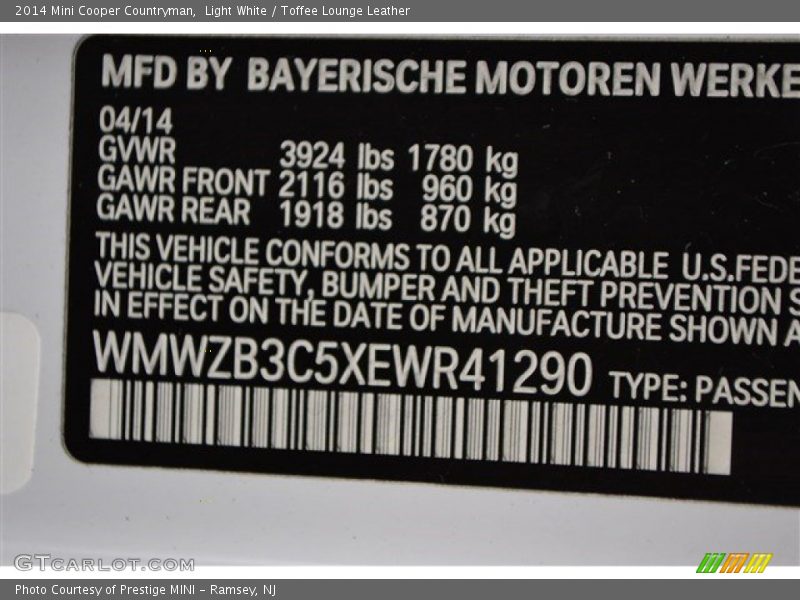 2014 Mini Cooper Countryman,  Light White / Toffee Lounge Leather
MFD BY BAYERISCHE MOTOREN WERKE
04/14
GVWR 3924 lbs 1780 kg
GAWR FRONT 2116 lbs 960 kg
GAWR REAR 1918 lbs 870 kg
THIS VEHICLE CONFORMS TO ALL APPLICABLE U.S.FEDE
VEHICLE SAFETY, BUMPER AND THEFT PREVENTION S
IN EFFECT ON THE DATE OF MANUFACTURE SHOWN A
WMWZB3C5XEWR41290 TYPE: PASSEN
GTCARLOT.COM
Photo Courtesy of Prestige MINI - Ramsey, NJ